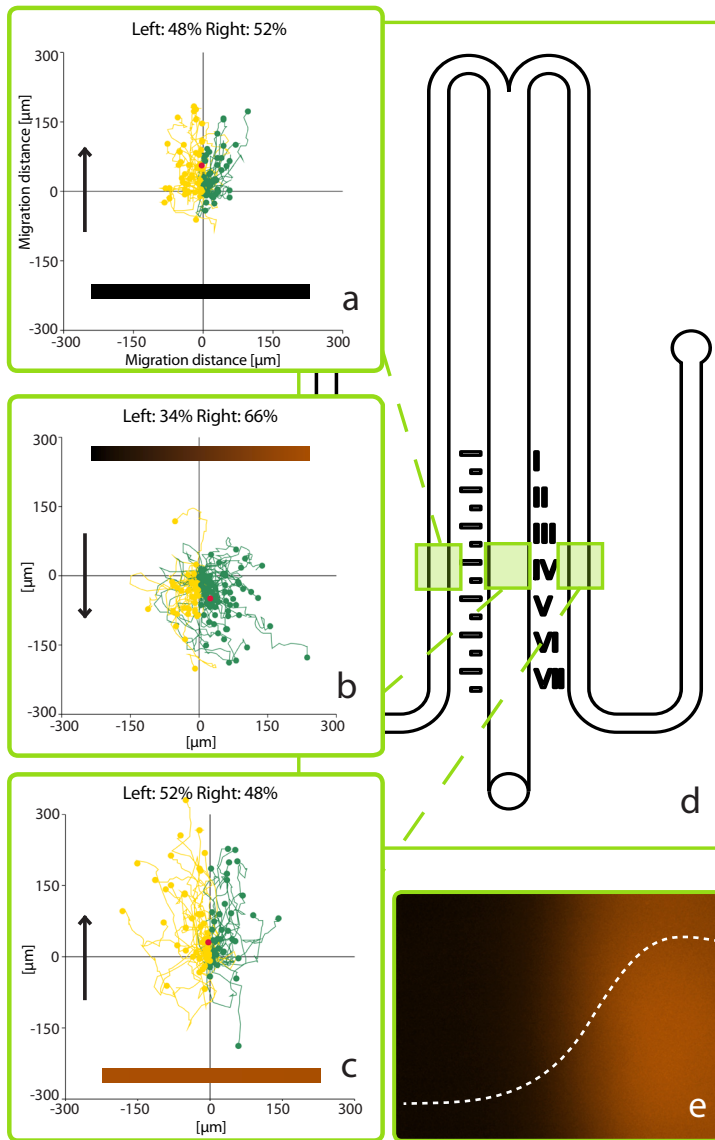 Left: 48% Right: 52%
Migration distance [µm]
300
150
0
-150
-300
-300
-150
0
150
300
Migration distance [µm]
a
Left: 34% Right: 66%
[µm]
300
150
0
-150
-300
-300
-150
0
150
300
[µm]
b
Left: 52% Right: 48%
[µm]
300
150
0
-150
-300
-300
-150
0
150
300
[µm]
c
I
II
III
IV
V
VI
VII
d
e